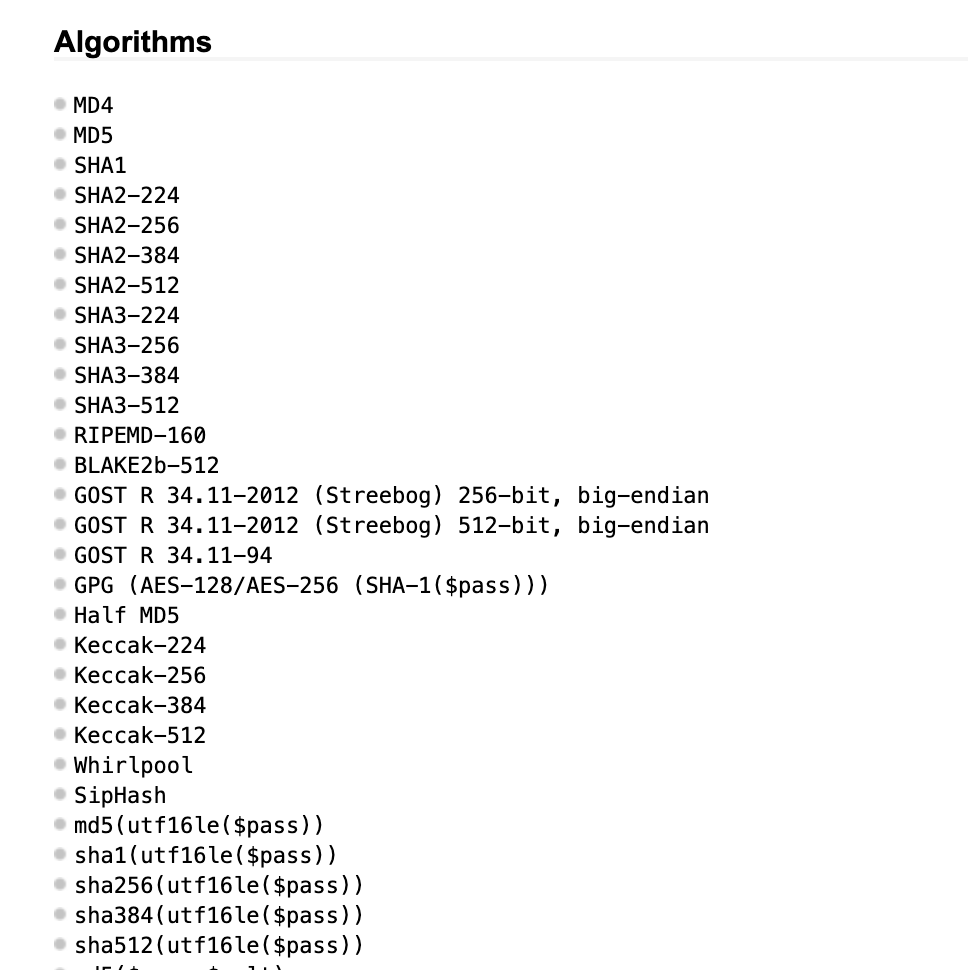 Algorithms
MD4
MD5
SHA1
SHA2-224
SHA2-256
SHA2-384
SHA2-512
SHA3-224
SHA3-256
SHA3-384
SHA3-512
RIPEMD-160
BLAKE2b-512
GOST R 34.11-2012 (Streebog) 256-bit, big-endian
GOST R 34.11-2012 (Streebog) 512-bit, big-endian
GOST R 34.11-94
GPG (AES-128/AES-256 (SHA-1($pass)))
Half MD5
Keccak-224
Keccak-256
Keccak-384
Keccak-512
Whirlpool
SipHash
md5(utf16le($pass))
sha1(utf16le($pass))
sha256(utf16le($pass))
sha384(utf16le($pass))
sha512(utf16le($pass))